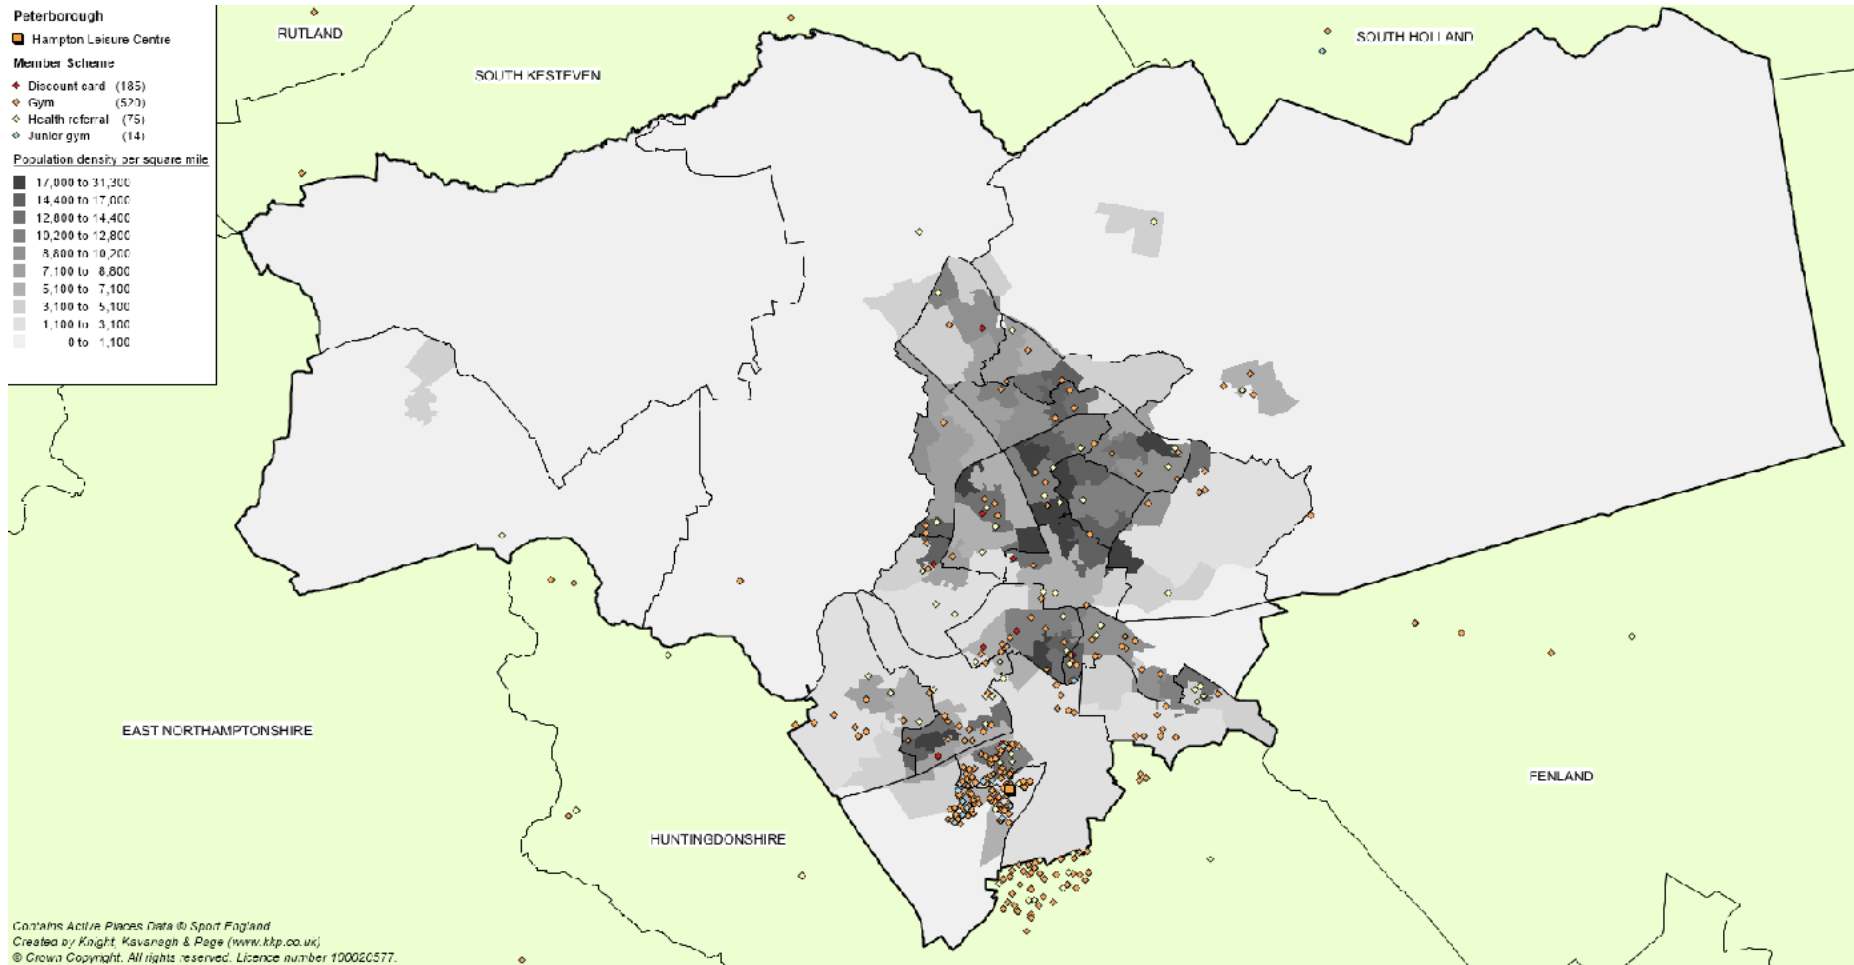 Peterborough
Hampton Leisure Centre
Member Scheme
Discount card (185)
Gym (520)
Health referral (75)
Junior gym (14)
Population density per square mile
17,000 to 31,300
14,400 to 17,000
12,800 to 14,400
10,200 to 12,800
8,800 to 10,200
7,100 to 8,800
5,100 to 7,100
3,100 to 5,100
1,100 to 3,100
0 to 1,100
RUTLAND
SOUTH KESTEVEN
SOUTH HOLLAND
EAST NORTHAMPTONSHIRE
HUNTINGDONSHIRE
FENLAND
Contains Active Places Data © Sport England
Created by Knight, Kavanagh & Page (www.kkp.co.uk)
© Crown Copyright. All rights reserved. Licence number 100020577.